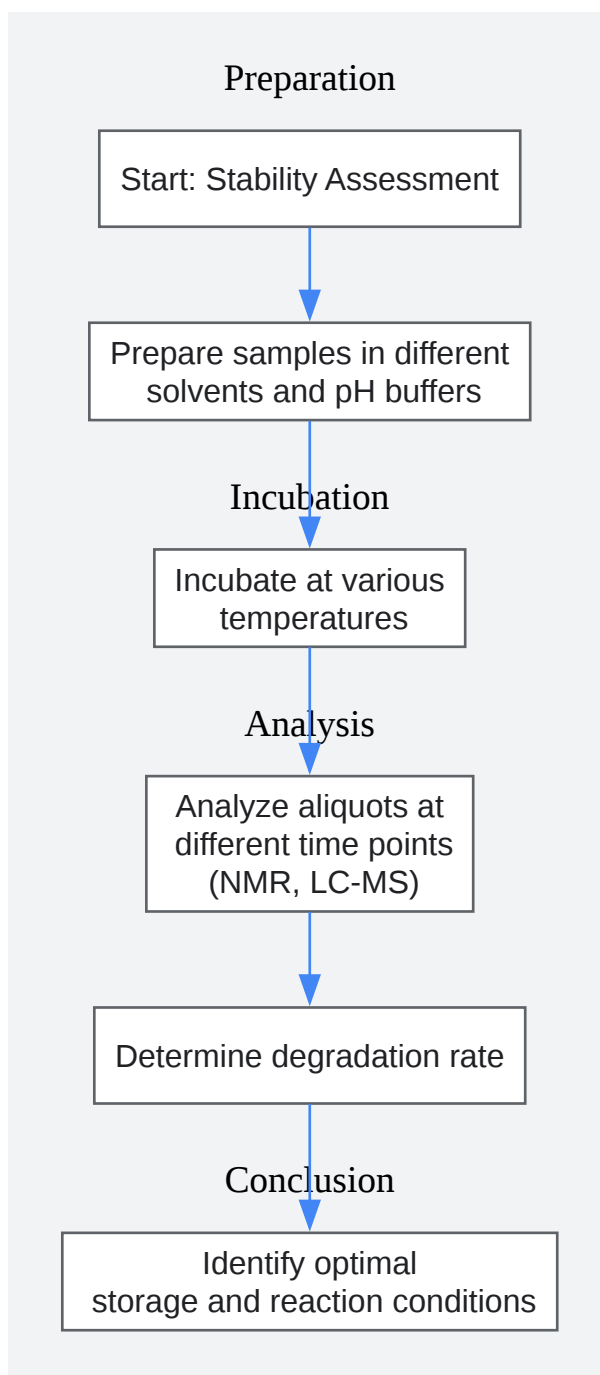 Preparation
Start: Stability Assessment
Prepare samples in different
solvents and pH buffers
Incubation
Incubate at various
temperatures
Analysis
Analyze aliquots at
different time points
(NMR, LC-MS)
Determine degradation rate
Conclusion
Identify optimal
storage and reaction conditions